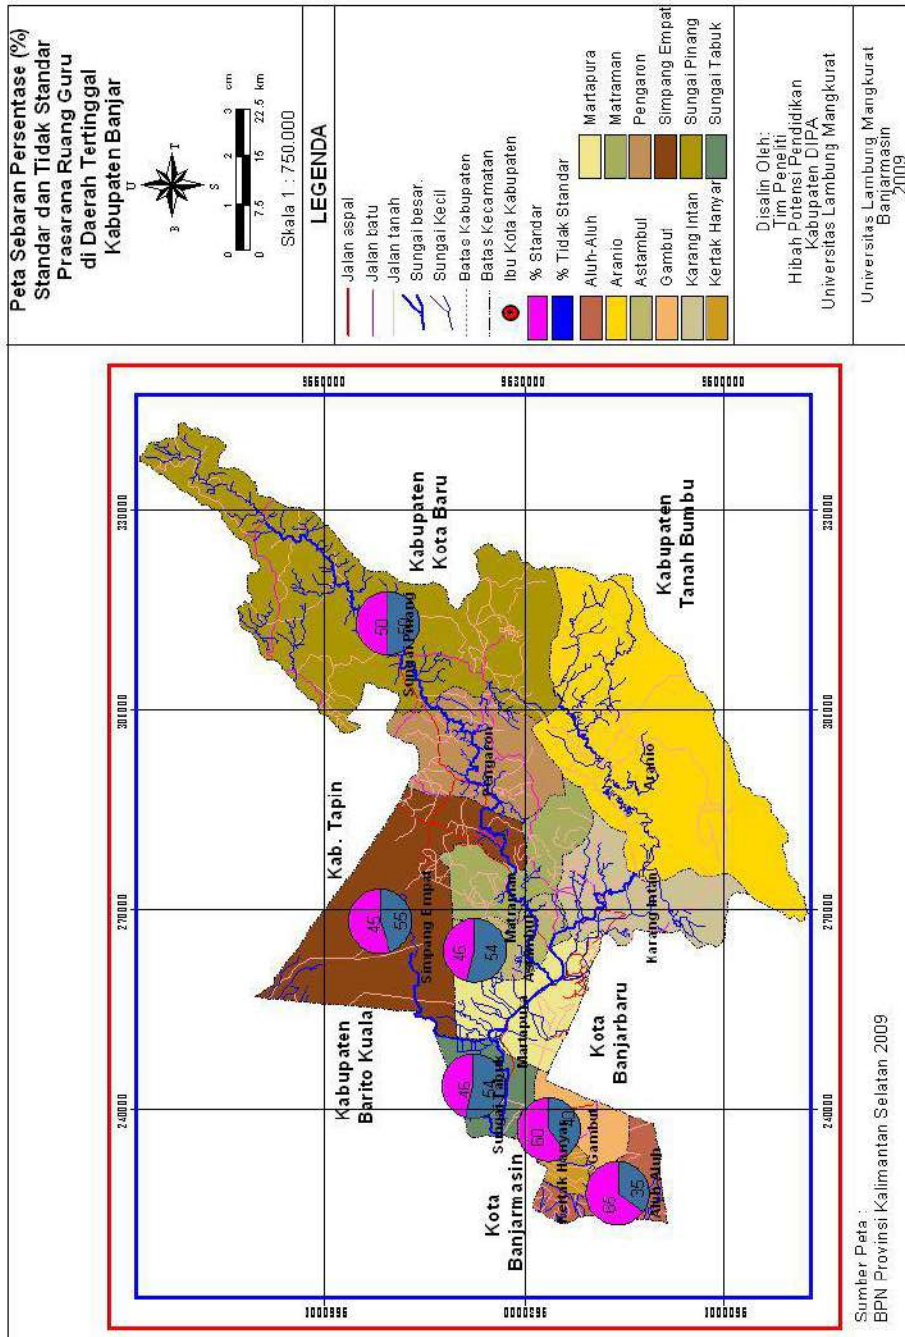 Peta Sebaran Persentase (%)
Standar dan Tidak Standar
Prasarana Ruang Guru
di Daerah Tertinggal
Kabupaten Banjar
U
B
T
S
0 1 2 3 cm
0 7.5 15 22.5 km
Skala 1 : 750.000
LEGENDA
Jalan aspal
Jalan batu
Jalan tanah
Sungai besar.
Sungai Kecil
Batas Kabupaten
Batas Kecamatan
Ibu Kota Kabupaten
% Standar
% Tidak Standar
Aluh-Aluh
Aranio
Astambul
Gambut
Karang Intan
Kertak Hanyar
Martapura
Matraman
Pengaron
Simpang Empat
Sungai Pinang
Sungai Tabuk
Disalin Oleh:
Tim Peneliti
Hibah Potensi Pendidikan
Kabupaten DIPA
Universitas Lambung Mangkurat
Universitas Lambung Mangkurat
Banjarmasin
2009
240000
270000
301000
330000
9660000
9630000
9600000
240000
270000
301000
330000
Kab. Tapin
Kabupaten
Kota Baru
Kabupaten
Barito Kuala
Kabupaten
Tanah Bumbu
Kota
Banjarmasin
Kota
Banjarbaru
50
50
Sungai Pinang
45
55
Simpang Empat
46
54
Matraman
Pengaron
Martapura
Karang Intan
Aranio
46
54
Sungai Tabuk
60
40
Kertak Hanyar
Gambut
65
35
Aluh-Aluh
Sumber Peta :
BPN Provinsi Kalimantan Selatan 2009